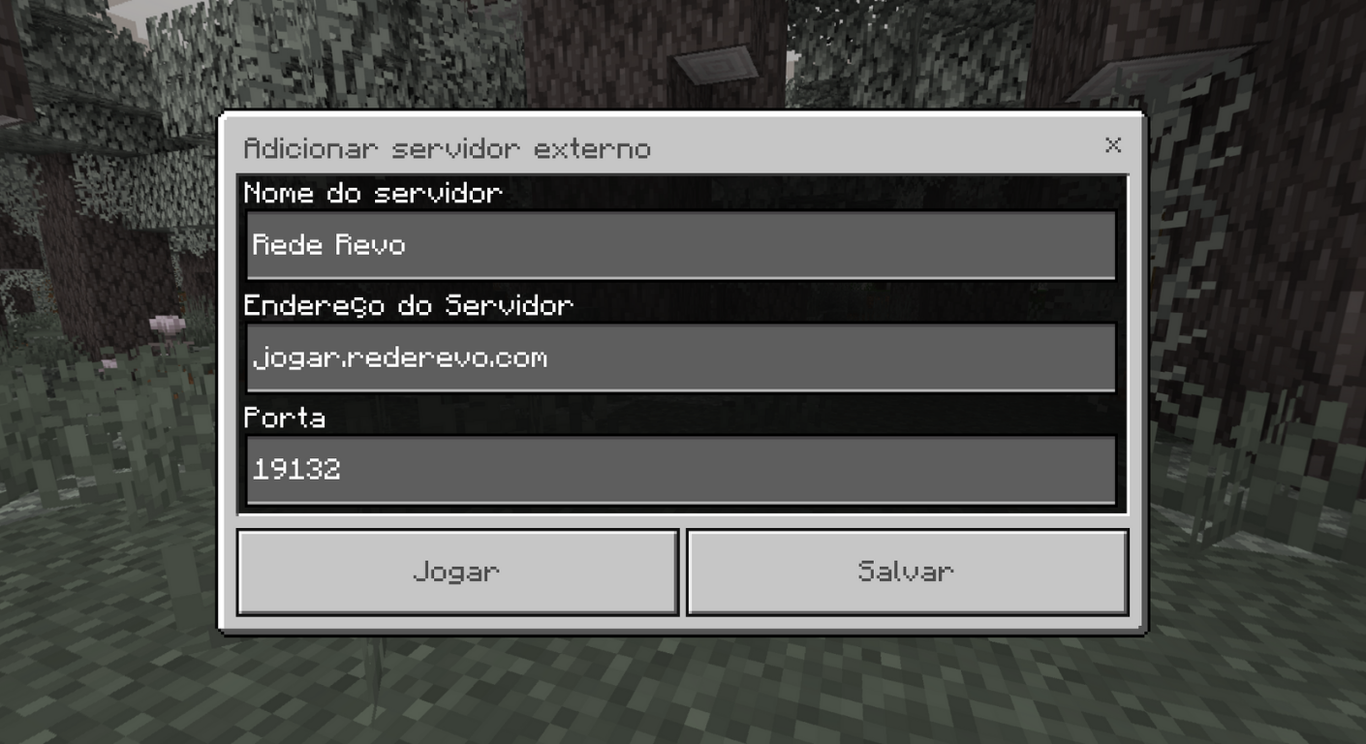 Adicionar servidor externo
Nome do servidor
Rede Revo
Endereço do Servidor
jogar.rederevo.com
Porta
19132
Jogar
Salvar